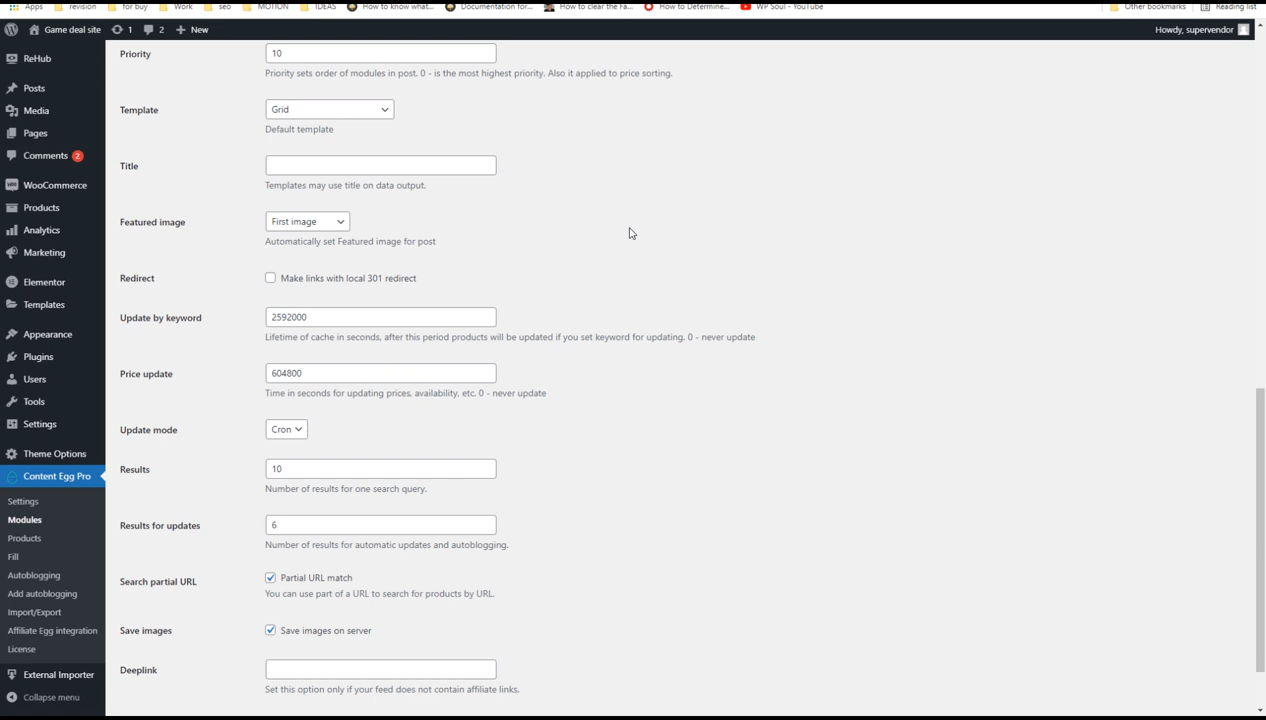 Apps revision for buy Work seo MOTION IDEAS How to know what... Documentation for... How to clear the Fa... How to Determine... WP Soul - YouTube Other bookmarks Reading list
Game deal site 1 2 New Howdy, supervendor
ReHub
Posts
Media
Pages
Comments 2
WooCommerce
Products
Analytics
Marketing
Elementor
Templates
Appearance
Plugins
Users
Tools
Settings
Theme Options
Content Egg Pro
Settings
Modules
Products
Fill
Autoblogging
Add autoblogging
Import/Export
Affiliate Egg integration
License
External Importer
Collapse menu
Priority 10
Priority sets order of modules in post. 0 - is the most highest priority. Also it applied to price sorting.
Template Grid
Default template
Title
Templates may use title on data output.
Featured image First image
Automatically set Featured image for post
Redirect Make links with local 301 redirect
Update by keyword 2592000
Lifetime of cache in seconds, after this period products will be updated if you set keyword for updating. 0 - never update
Price update 604800
Time in seconds for updating prices, availability, etc. 0 - never update
Update mode Cron
Results 10
Number of results for one search query.
Results for updates 6
Number of results for automatic updates and autoblogging.
Search partial URL Partial URL match
You can use part of a URL to search for products by URL.
Save images Save images on server
Deeplink
Set this option only if your feed does not contain affiliate links.